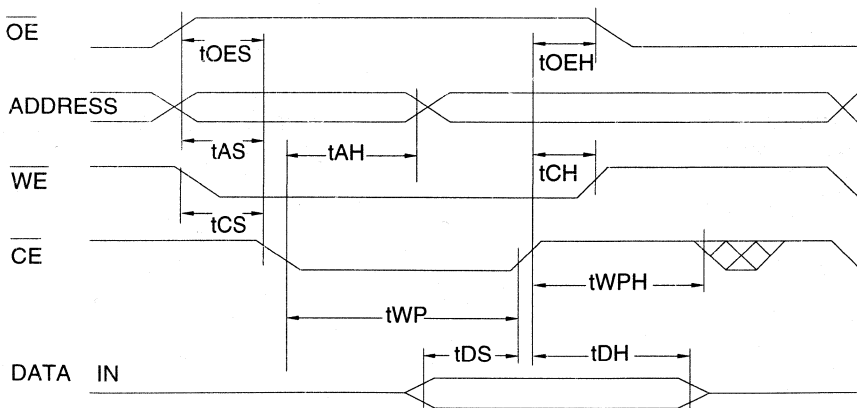 OE
tOES
tOEH
ADDRESS
tAS
tAH
WE
tCH
tCS
CE
tWPH
tWP
tDS
tDH
DATA IN